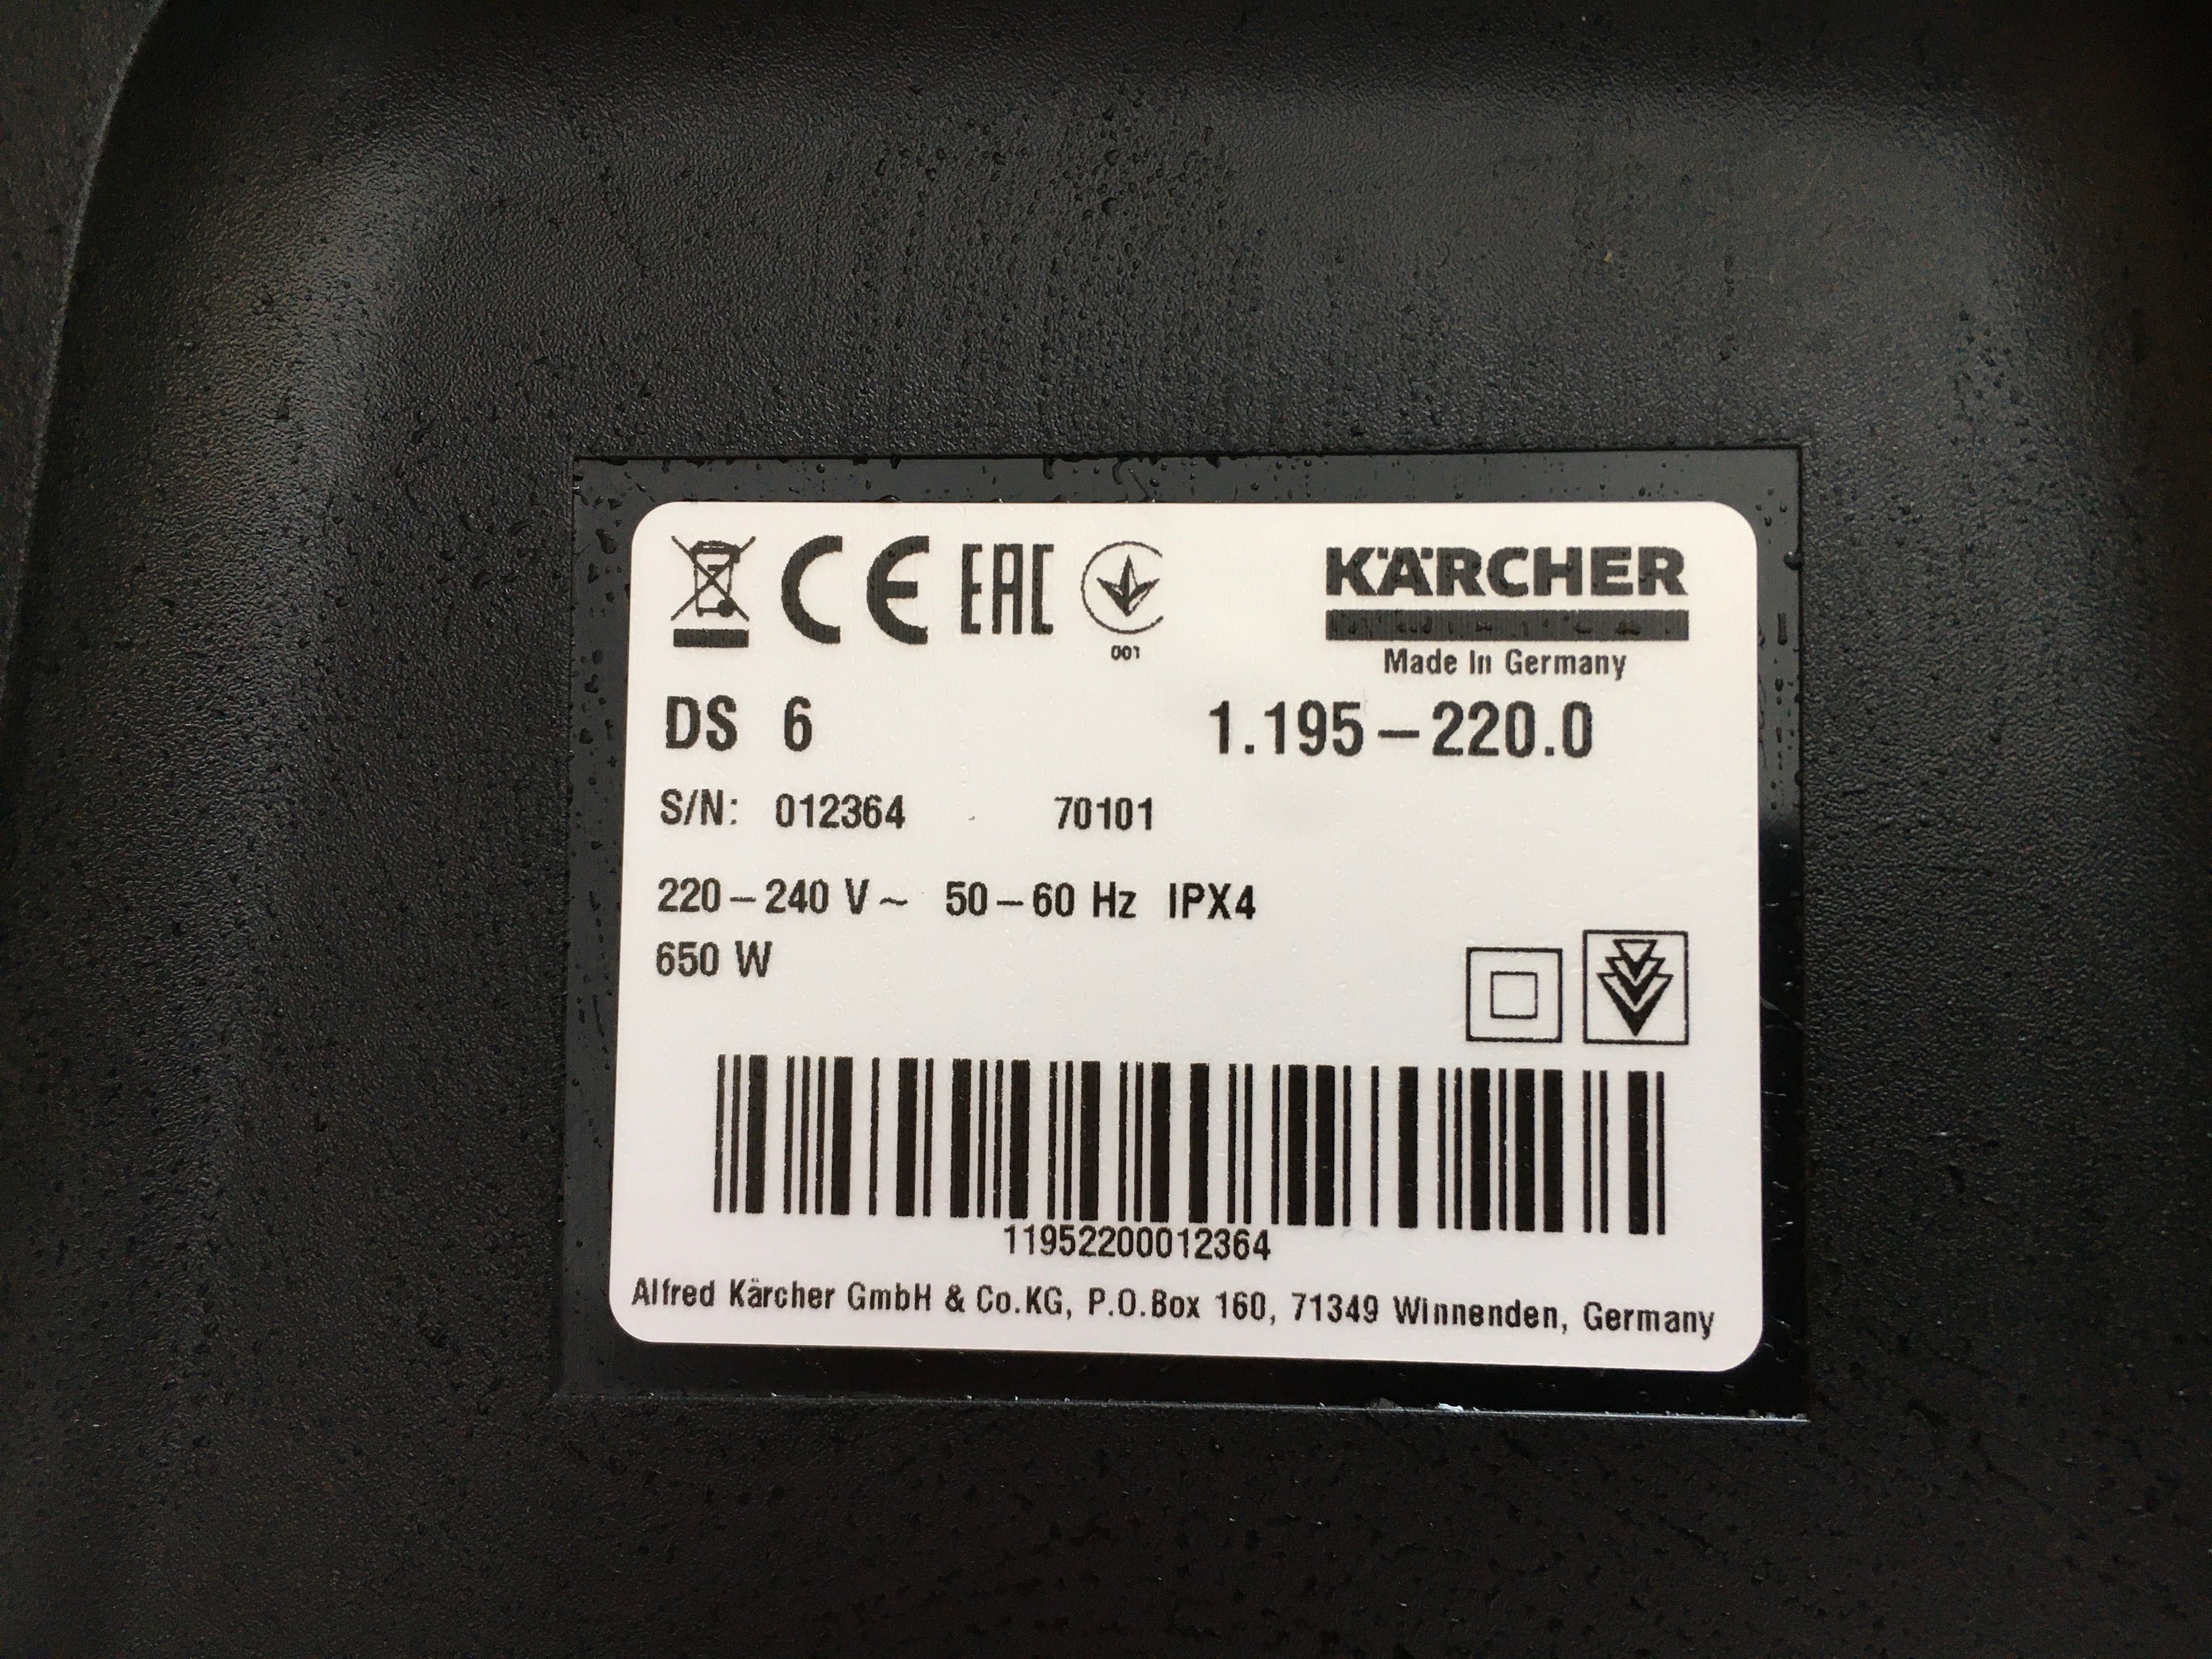 CE EAC
001
KÄRCHER
Made In Germany
DS 6 1.195-220.0
S/N: 012364 70101
220-240 V~ 50-60 Hz IPX4
650 W
11952200012364
Alfred Kärcher GmbH & Co.KG, P.O.Box 160, 71349 Winnenden, Germany